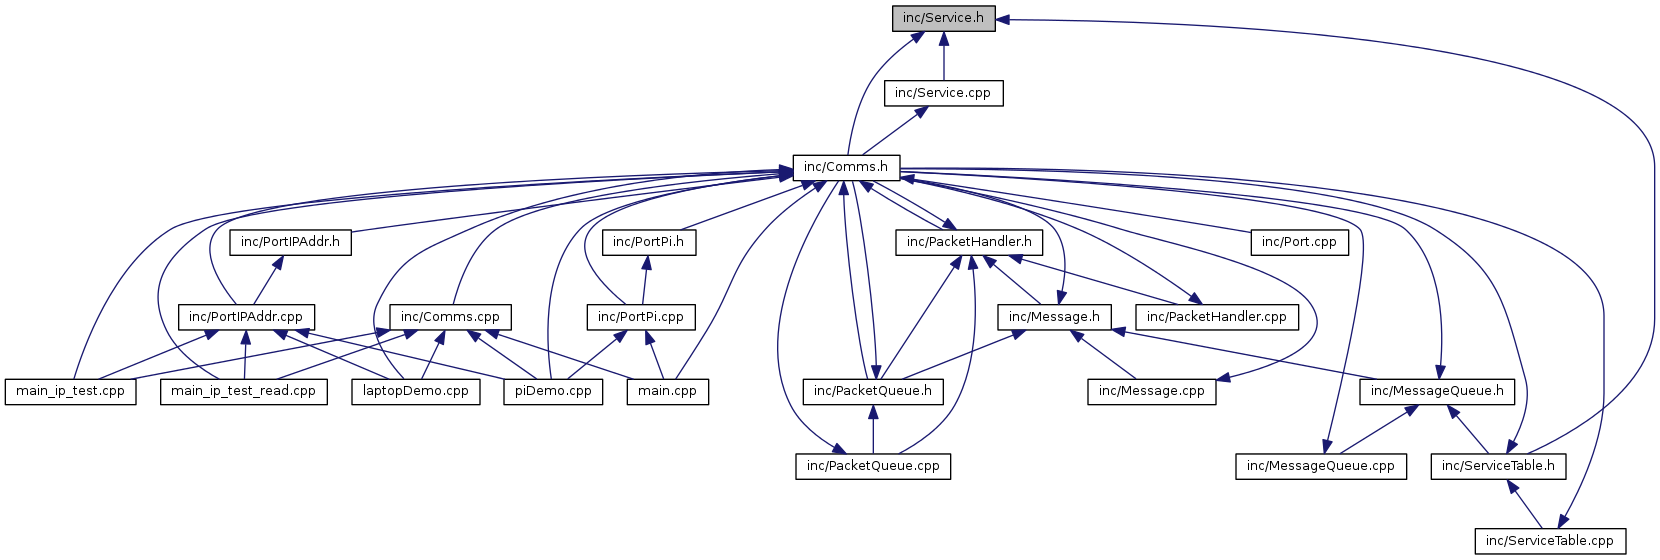 inc/Service.h
inc/Service.cpp
inc/Comms.h
inc/PortIPAddr.h
inc/PortPi.h
inc/PacketHandler.h
inc/Port.cpp
inc/PortIPAddr.cpp
inc/Comms.cpp
inc/PortPi.cpp
inc/Message.h
inc/PacketHandler.cpp
main_ip_test.cpp
main_ip_test_read.cpp
laptopDemo.cpp
piDemo.cpp
main.cpp
inc/PacketQueue.h
inc/Message.cpp
inc/MessageQueue.h
inc/PacketQueue.cpp
inc/MessageQueue.cpp
inc/ServiceTable.h
inc/ServiceTable.cpp